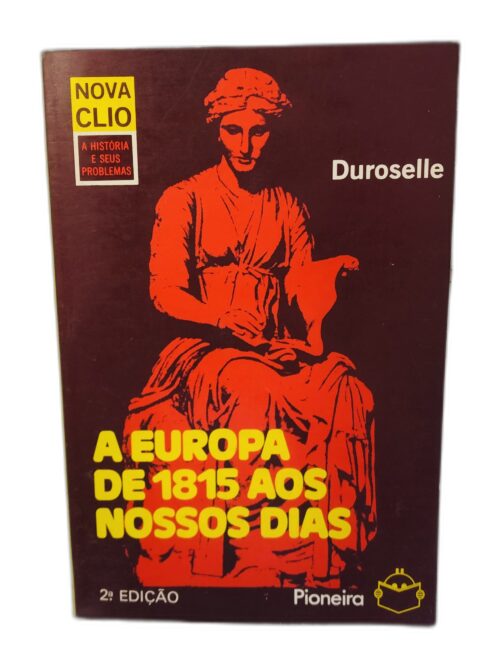 NOVA
CLIO
A HISTÓRIA
E SEUS
PROBLEMAS
Duroselle
A EUROPA
DE 1815 AOS
NOSSOS DIAS
2ª EDIÇÃO
Pioneira